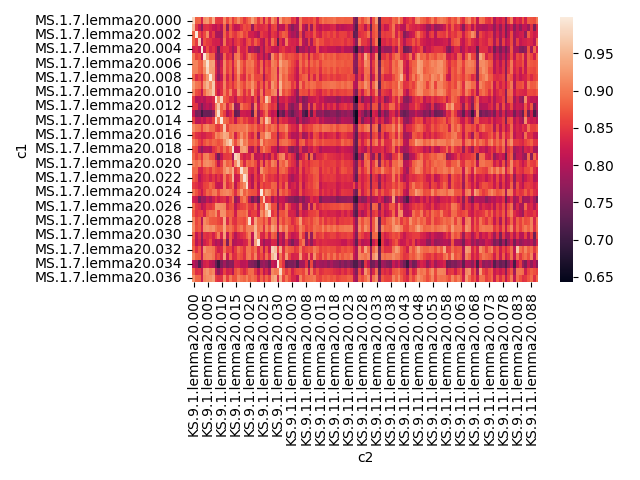 MS.1.7.lemma20.000
MS.1.7.lemma20.002
MS.1.7.lemma20.004
MS.1.7.lemma20.006
MS.1.7.lemma20.008
MS.1.7.lemma20.010
MS.1.7.lemma20.012
MS.1.7.lemma20.014
MS.1.7.lemma20.016
MS.1.7.lemma20.018
MS.1.7.lemma20.020
MS.1.7.lemma20.022
MS.1.7.lemma20.024
MS.1.7.lemma20.026
MS.1.7.lemma20.028
MS.1.7.lemma20.030
MS.1.7.lemma20.032
MS.1.7.lemma20.034
MS.1.7.lemma20.036
c1
KS.9.1.lemma20.000
KS.9.1.lemma20.005
KS.9.1.lemma20.010
KS.9.1.lemma20.015
KS.9.1.lemma20.020
KS.9.1.lemma20.025
KS.9.1.lemma20.030
KS.9.11.lemma20.003
KS.9.11.lemma20.008
KS.9.11.lemma20.013
KS.9.11.lemma20.018
KS.9.11.lemma20.023
KS.9.11.lemma20.028
KS.9.11.lemma20.033
KS.9.11.lemma20.038
KS.9.11.lemma20.043
KS.9.11.lemma20.048
KS.9.11.lemma20.053
KS.9.11.lemma20.058
KS.9.11.lemma20.063
KS.9.11.lemma20.068
KS.9.11.lemma20.073
KS.9.11.lemma20.078
KS.9.11.lemma20.083
KS.9.11.lemma20.088
c2
0.95
0.90
0.85
0.80
0.75
0.70
0.65